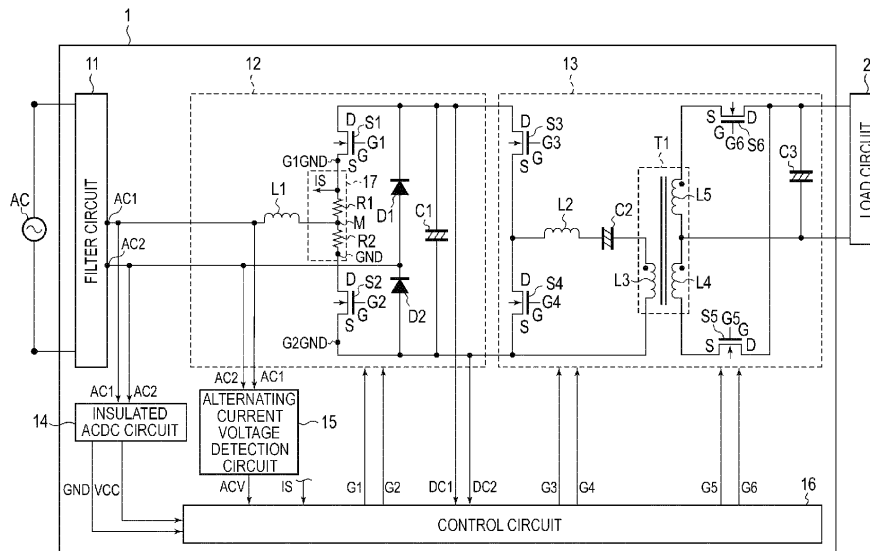 1
11
12
13
2
AC
FILTER CIRCUIT
AC1
AC2
L1
D
S1
G1
G
S
G1GND
17
IS
R1
M
R2
GND
D
S2
G2
G
S
G2GND
D1
D2
C1
D
S3
G3
G
S
L2
C2
D
S4
G4
G
S
T1
L3
L5
L4
S
D
G
G6
S6
S5
G5
G
S
D
C3
LOAD CIRCUIT
AC1
AC2
14
INSULATED
ACDC CIRCUIT
AC2
AC1
ALTERNATING
CURRENT
VOLTAGE
DETECTION
CIRCUIT
15
GND
VCC
ACV
IS
G1
G2
DC1
DC2
G3
G4
G5
G6
16
CONTROL CIRCUIT